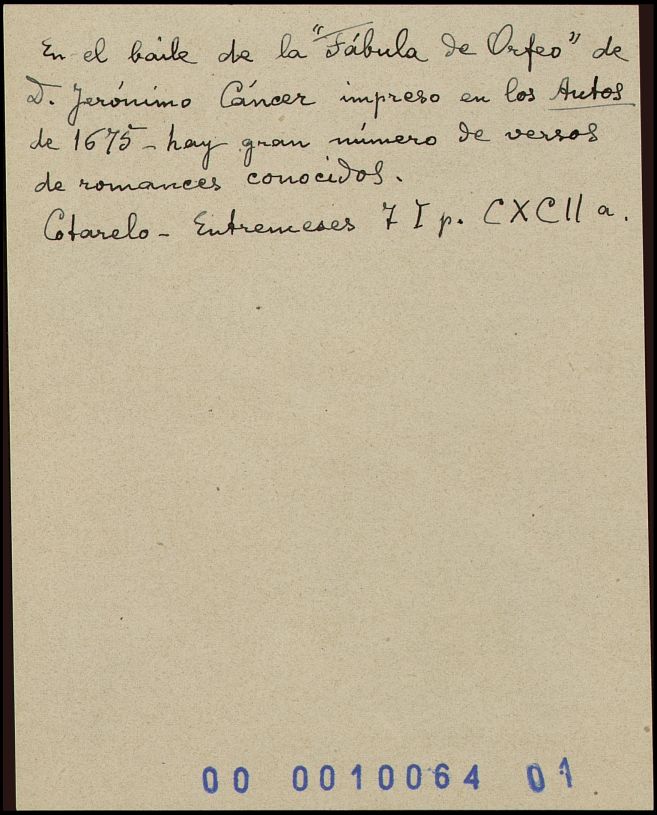 En el baile de la "Fábula de Orfeo" de
D. Jerónimo Cáncer impreso en los Autos
de 1675 - hay gran número de versos
de romances conocidos.
Cotarelo - Entremeses T I p. CXCII a.
00 0010064 01